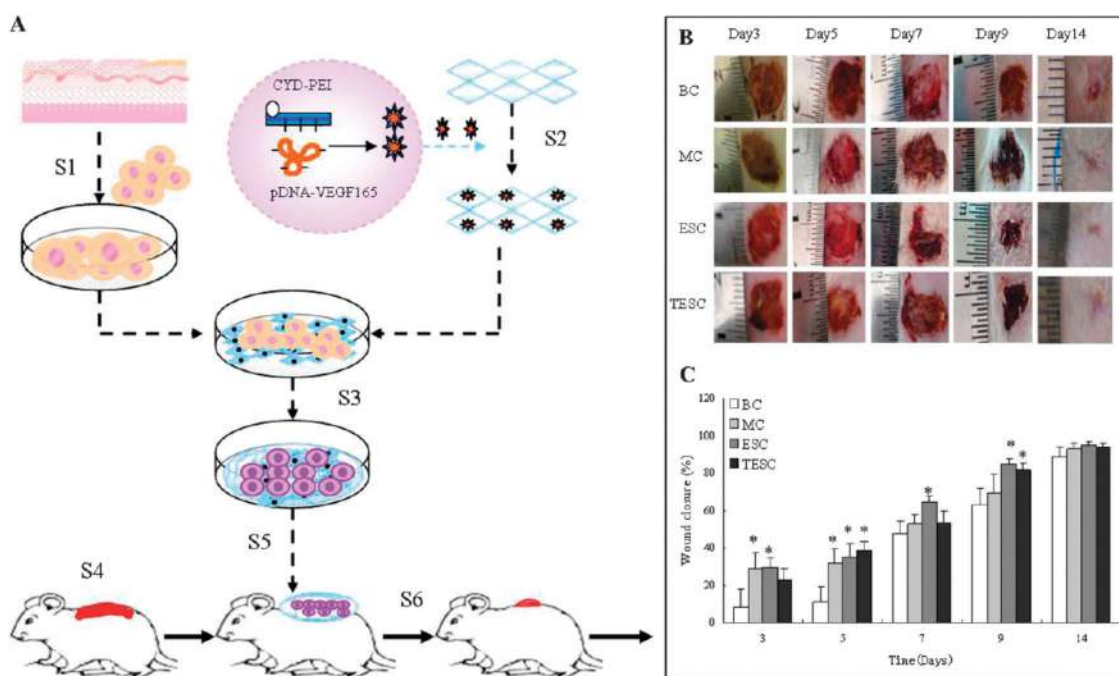 A
CYD-PEI
pDNA-VEGF165
S1
S2
S3
S4
S5
S6
B
Day3 Day5 Day7 Day9 Day14
BC
MC
ESC
TESC
C
120
100
80
60
40
20
0
Wound closure (%)
BC
MC
ESC
TESC
* *
* * *
*
* *
3 5 7 9 14
Time(Days)